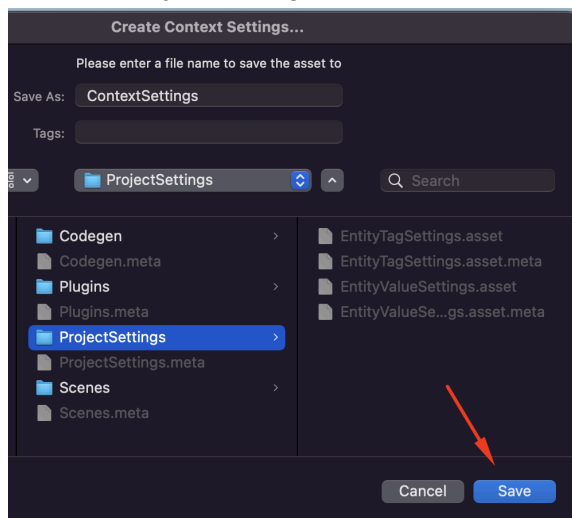 Create Context Settings...
Please enter a file name to save the asset to
Save As: ContextSettings
Tags:
ProjectSettings
Search
Codegen
Codegen.meta
Plugins
Plugins.meta
ProjectSettings
ProjectSettings.meta
Scenes
Scenes.meta
EntityTagSettings.asset
EntityTagSettings.asset.meta
EntityValueSettings.asset
EntityValueSe...gs.asset.meta
Cancel
Save